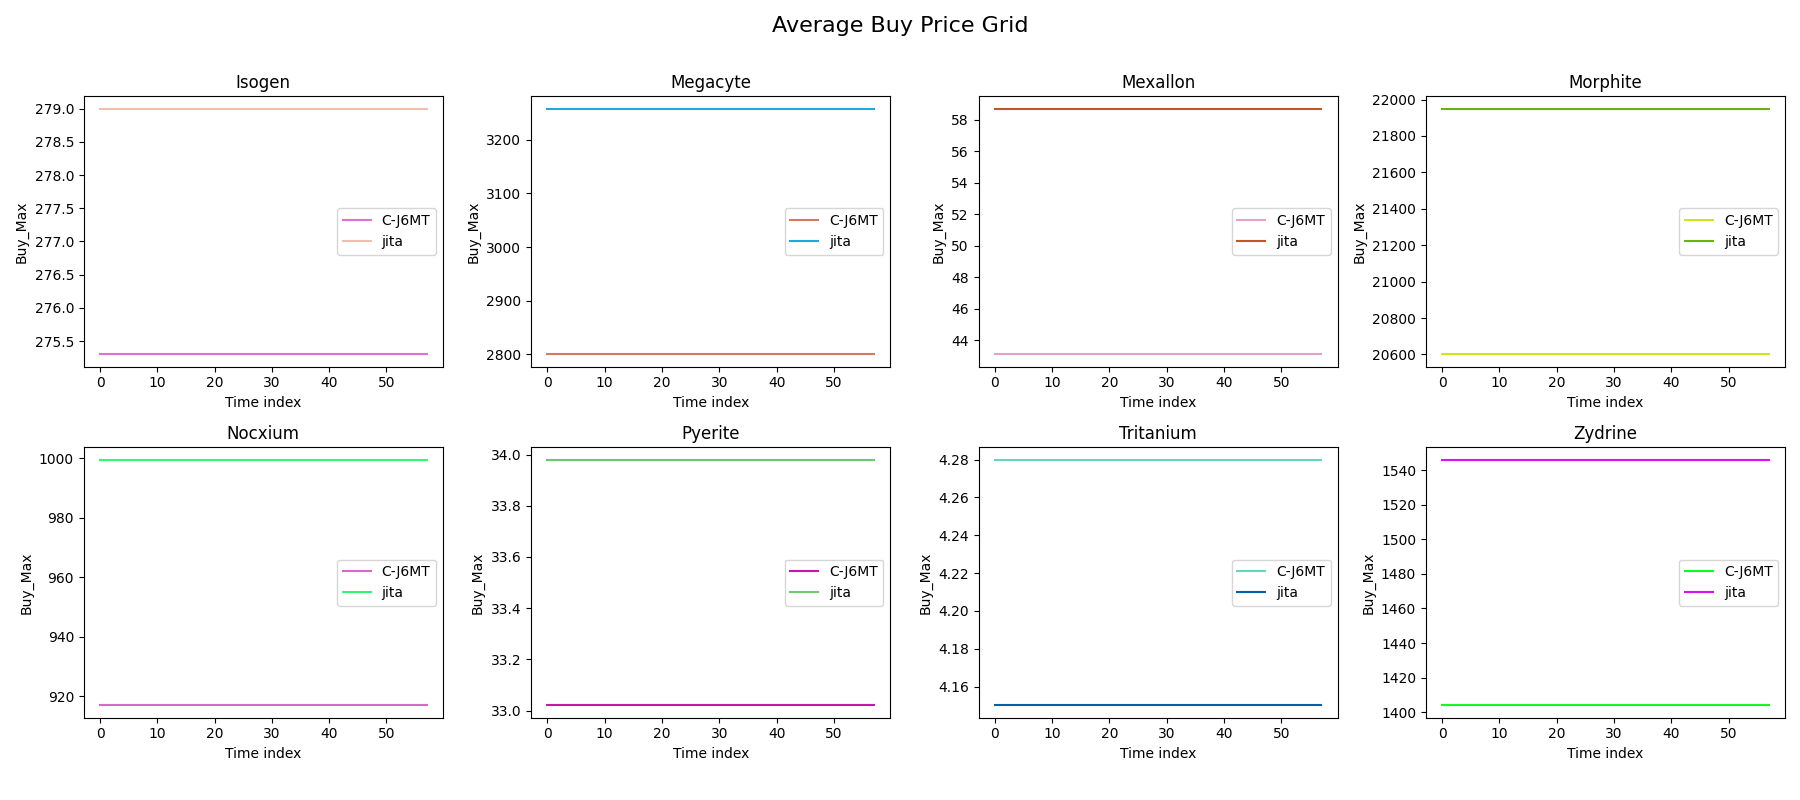 Average Buy Price Grid
Isogen
279.0
278.5
278.0
277.5
277.0
276.5
276.0
275.5
Buy_Max
C-J6MT
jita
0 10 20 30 40 50
Time index
Megacyte
3200
3100
3000
2900
2800
Buy_Max
C-J6MT
jita
0 10 20 30 40 50
Time index
Mexallon
58
56
54
52
50
48
46
44
Buy_Max
C-J6MT
jita
0 10 20 30 40 50
Time index
Morphite
22000
21800
21600
21400
21200
21000
20800
20600
Buy_Max
C-J6MT
jita
0 10 20 30 40 50
Time index
Nocxium
1000
980
960
940
920
Buy_Max
C-J6MT
jita
0 10 20 30 40 50
Time index
Pyerite
34.0
33.8
33.6
33.4
33.2
33.0
Buy_Max
C-J6MT
jita
0 10 20 30 40 50
Time index
Tritanium
4.28
4.26
4.24
4.22
4.20
4.18
4.16
Buy_Max
C-J6MT
jita
0 10 20 30 40 50
Time index
Zydrine
1540
1520
1500
1480
1460
1440
1420
1400
Buy_Max
C-J6MT
jita
0 10 20 30 40 50
Time index